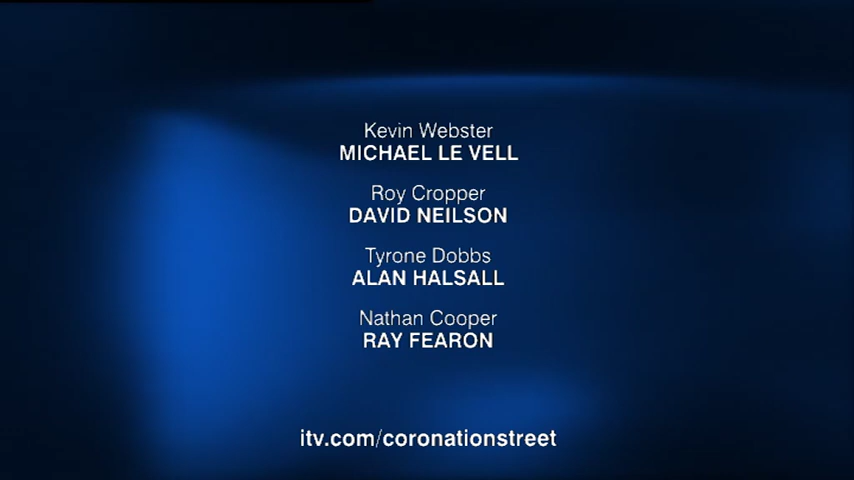 Kevin Webster
MICHAEL LE VELL
Roy Cropper
DAVID NEILSON
Tyrone Dobbs
ALAN HALSALL
Nathan Cooper
RAY FEARON
itv.com/coronationstreet